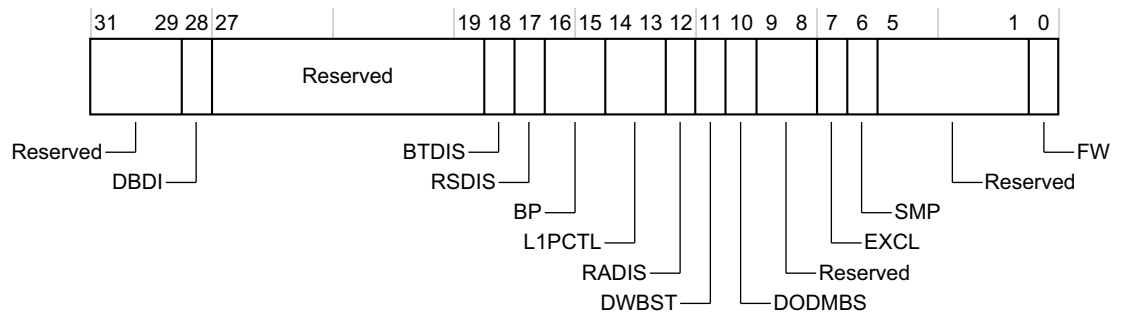 31 29 28 27 19 18 17 16 15 14 13 12 11 10 9 8 7 6 5 1 0
Reserved
Reserved BTDIS FW
DBDI RSDIS Reserved
BP SMP
L1PCTL EXCL
RADIS Reserved
DWBST DODMBS